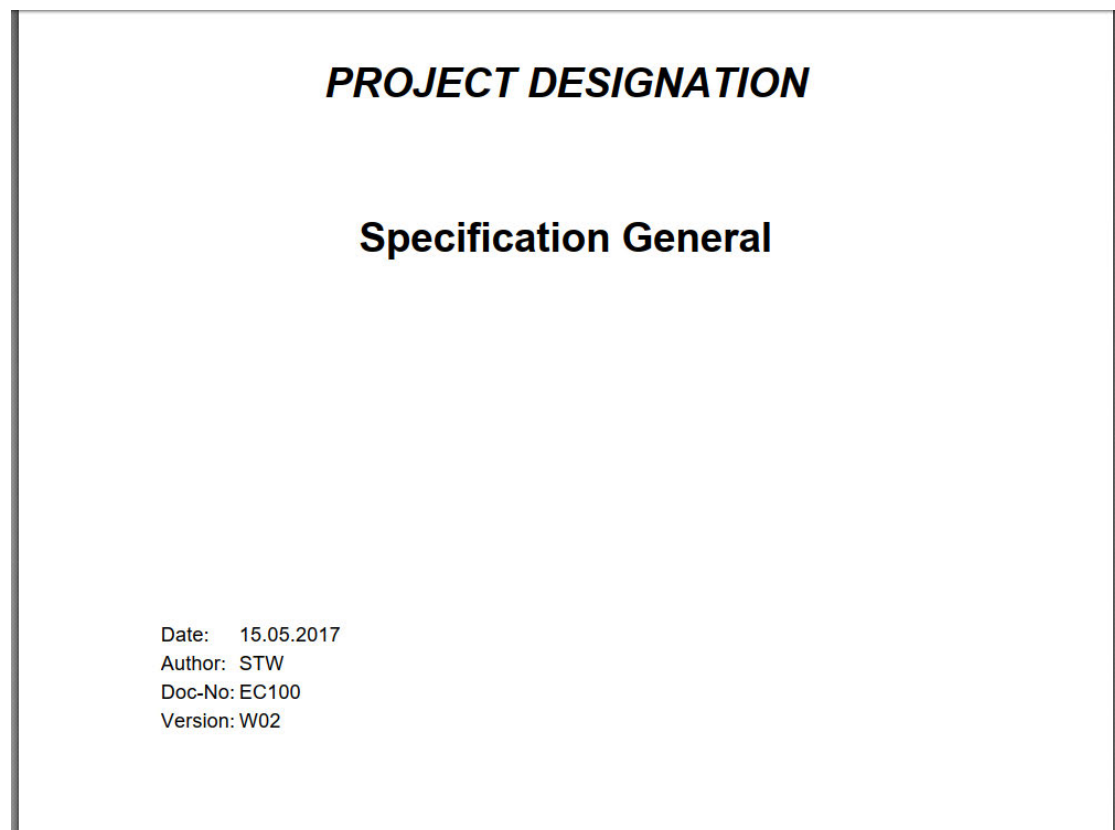 PROJECT DESIGNATION
Specification General
Date: 15.05.2017
Author: STW
Doc-No: EC100
Version: W02